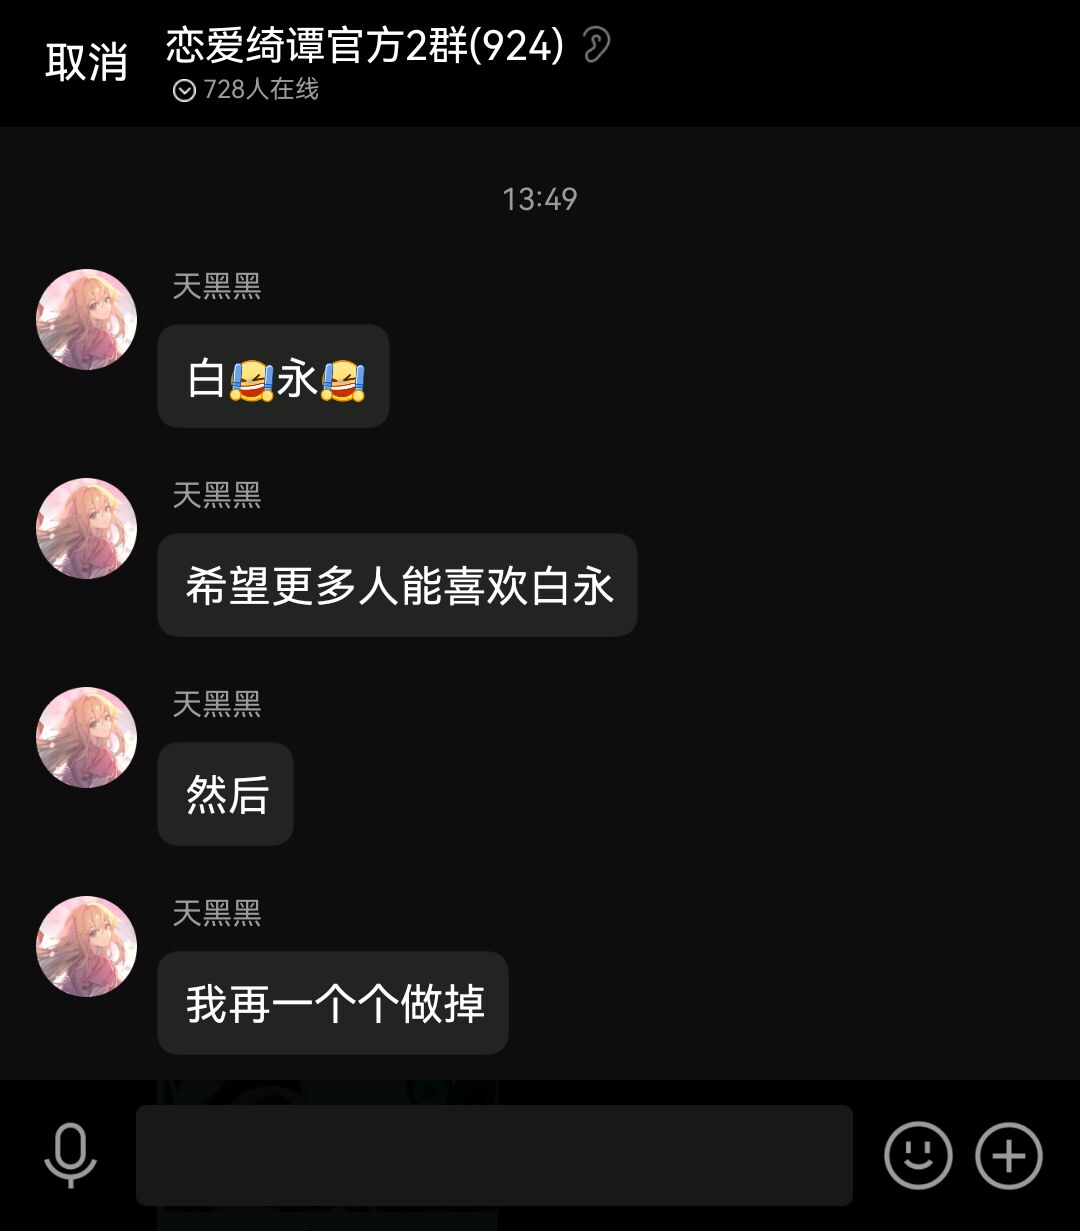 取消
恋爱绮谭官方2群(924)
728人在线
13:49
天黑黑
白😂永😂
天黑黑
希望更多人能喜欢白永
天黑黑
然后
天黑黑
我再一个个做掉